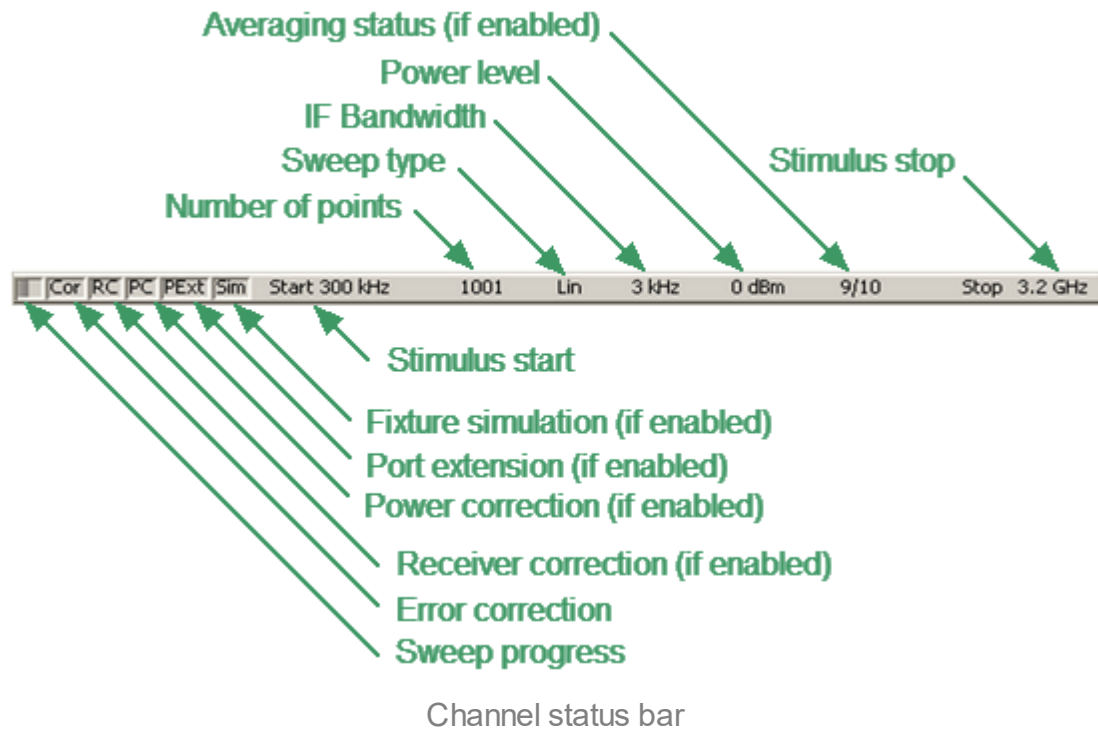 Averaging status (if enabled)
Power level
IF Bandwidth
Sweep type
Stimulus stop
Number of points
Cor RC PC PExt Sim Start 300 kHz 1001 Lin 3 kHz 0 dBm 9/10 Stop 3.2 GHz
Stimulus start
Fixture simulation (if enabled)
Port extension (if enabled)
Power correction (if enabled)
Receiver correction (if enabled)
Error correction
Sweep progress
Channel status bar